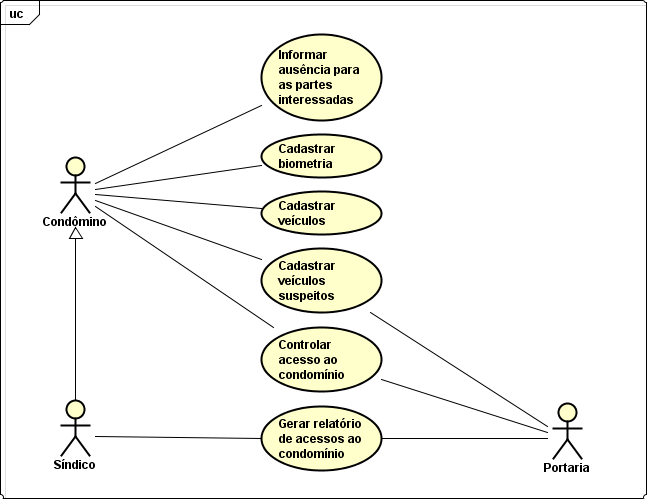 uc
Informar
ausência para
as partes
interessadas
Cadastrar
biometria
Condômino
Cadastrar
veículos
Cadastrar
veículos
suspeitos
Controlar
acesso ao
condomínio
Gerar relatório
de acessos ao
condomínio
Síndico
Portaria